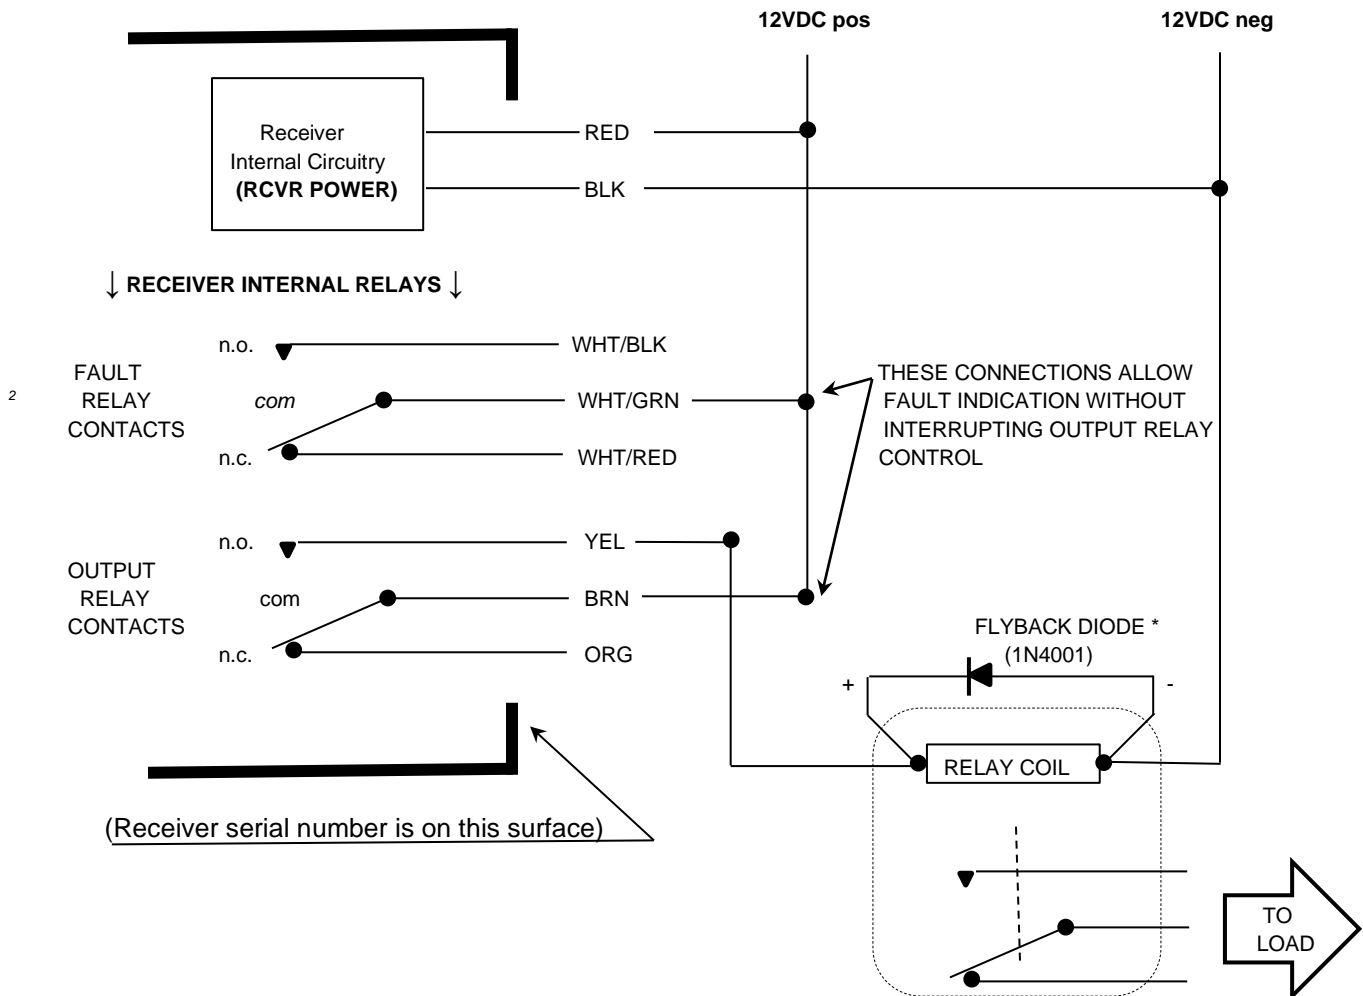 12VDC pos
12VDC neg
Receiver
Internal Circuitry
(RCVR POWER)
RED
BLK
↓ RECEIVER INTERNAL RELAYS ↓
n.o.
WHT/BLK
FAULT
RELAY
CONTACTS
2
com
WHT/GRN
n.c.
WHT/RED
THESE CONNECTIONS ALLOW
FAULT INDICATION WITHOUT
INTERRUPTING OUTPUT RELAY
CONTROL
n.o.
YEL
OUTPUT
RELAY
CONTACTS
com
BRN
n.c.
ORG
FLYBACK DIODE *
(1N4001)
+
-
RELAY COIL
(Receiver serial number is on this surface)
TO
LOAD